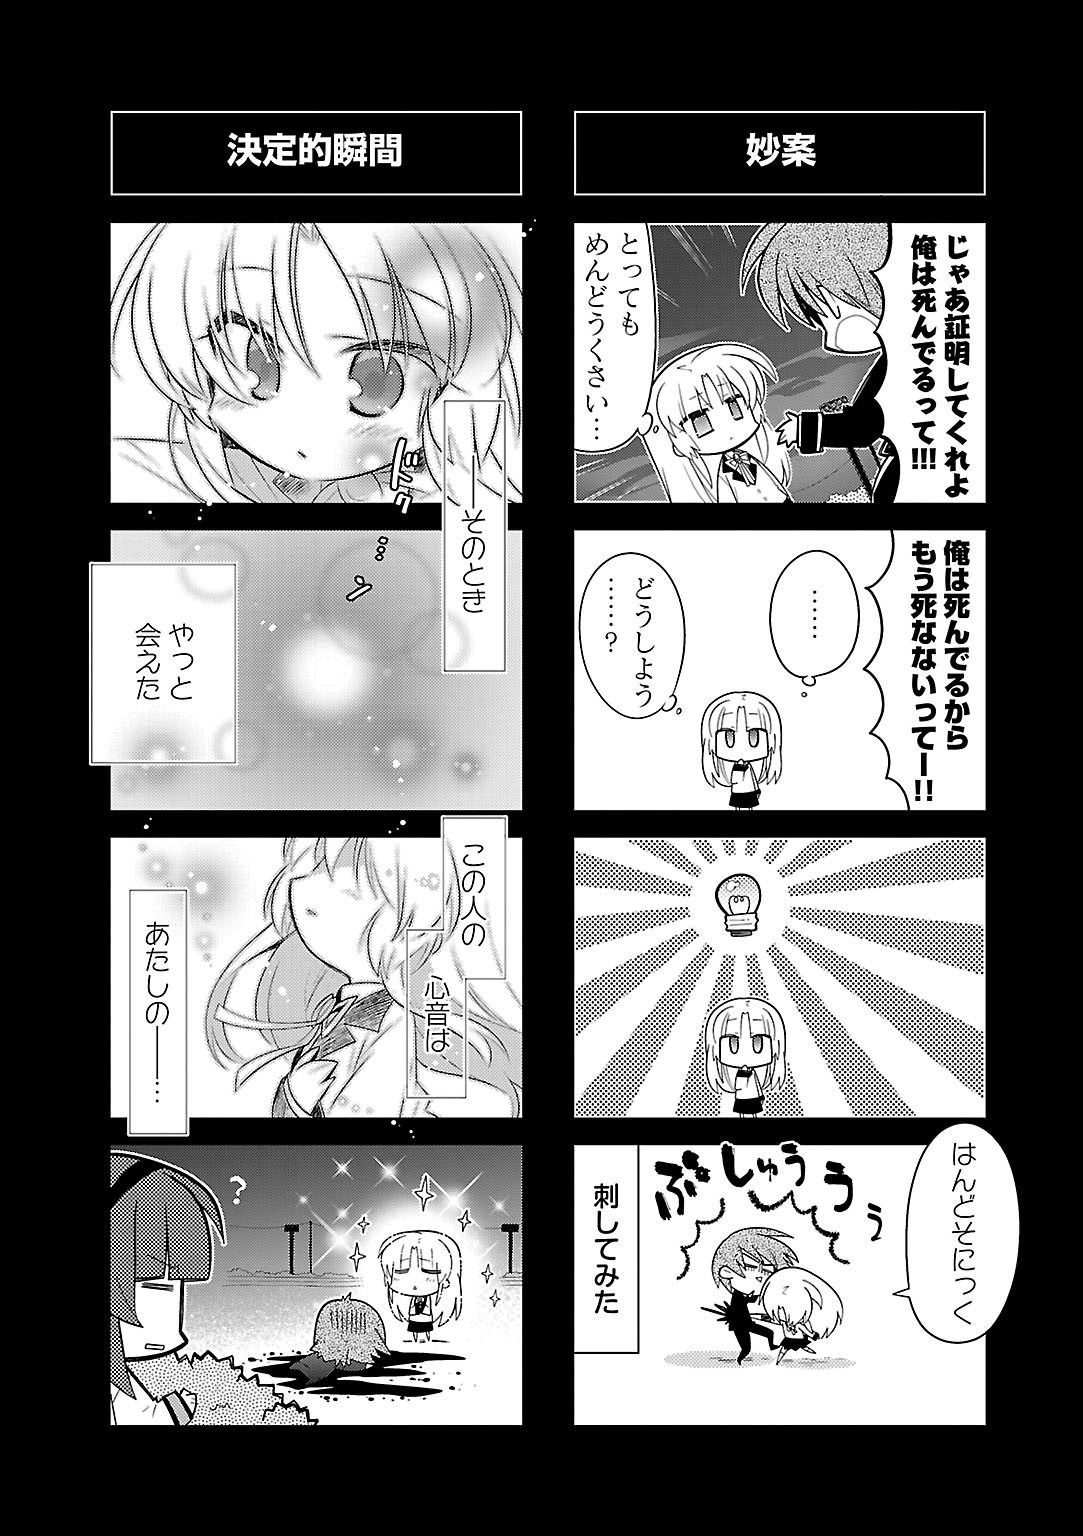 妙案
じゃあ証明してくれよ
俺は死んでるって!!!
とっても
めんどうくさい…
俺は死んでるから
もう死なないってー!!
……
どうしよう
……?
はんどそにっく
ぶしゅううぅ
刺してみた
決定的瞬間
ドクン…
――そのとき
やっと
会えた
この人の
心音は
あたしの――…
?